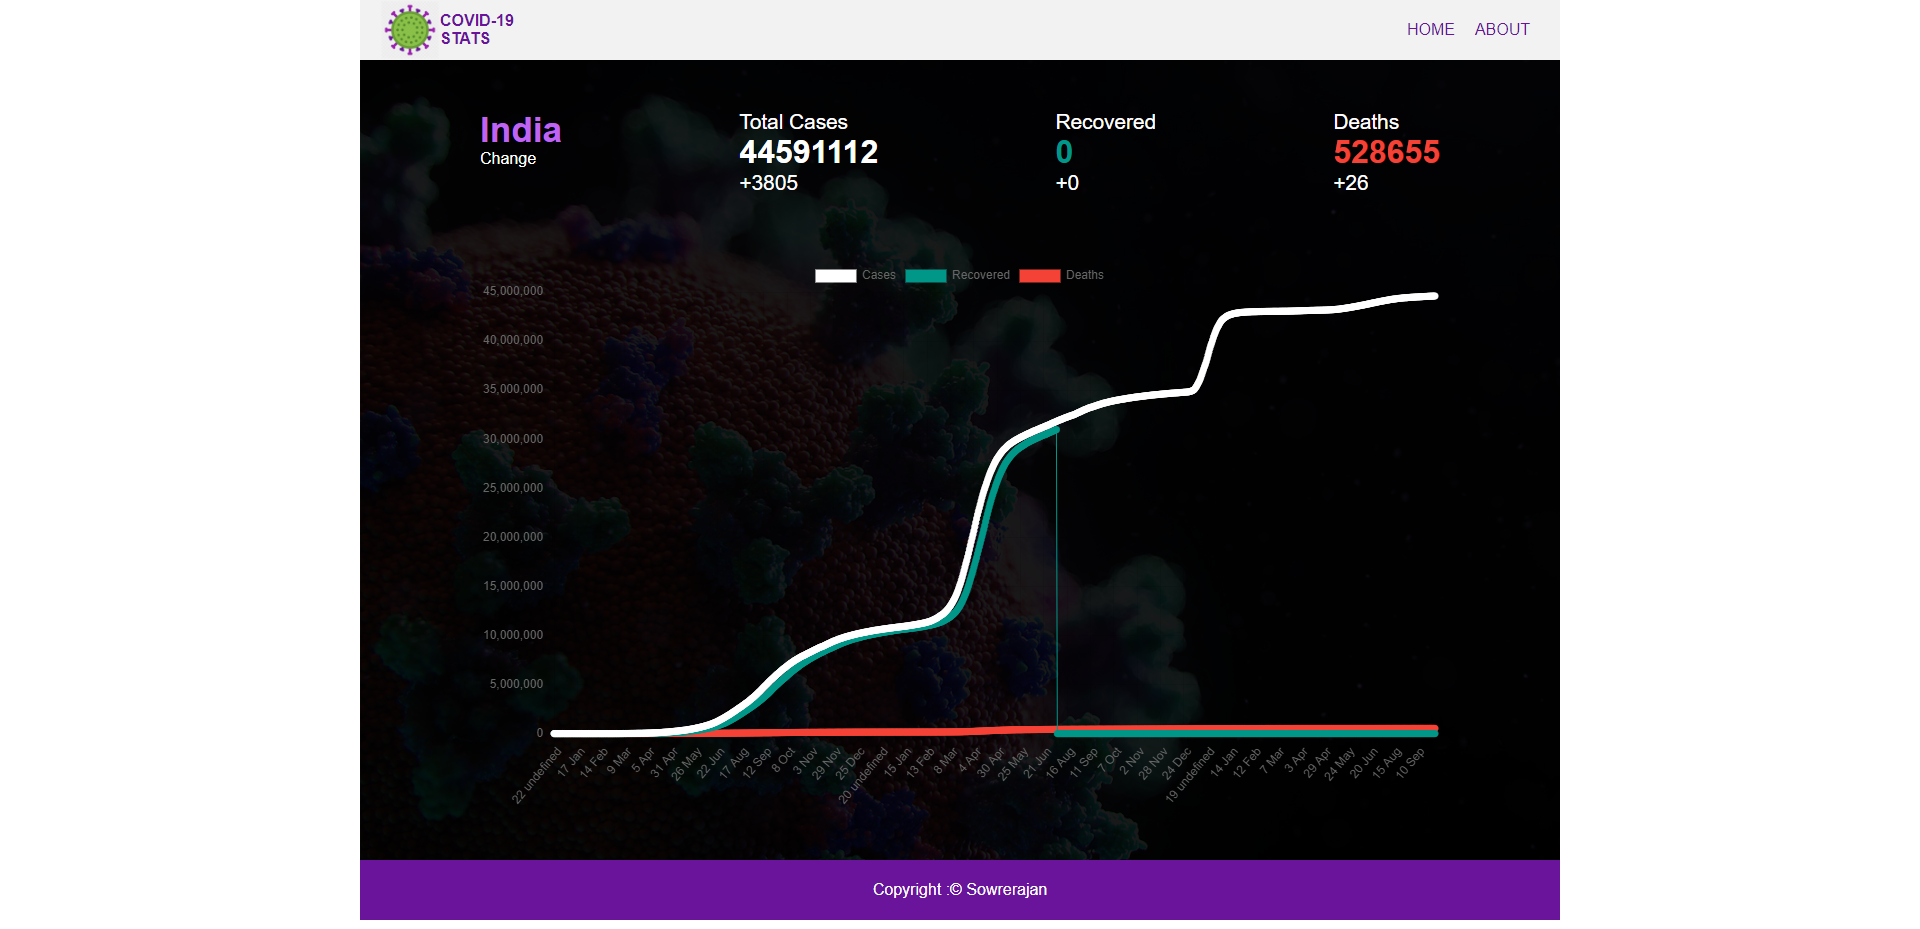 COVID-19
STATS
HOME ABOUT
India
Change
Total Cases
44591112
+3805
Recovered
0
+0
Deaths
528655
+26
Cases Recovered Deaths
45,000,000
40,000,000
35,000,000
30,000,000
25,000,000
20,000,000
15,000,000
10,000,000
5,000,000
0
22 undefined
17 Jan
14 Feb
9 Mar
5 Apr
31 Apr
26 May
22 Jun
17 Aug
12 Sep
8 Oct
3 Nov
29 Nov
25 Dec
20 undefined
15 Jan
13 Feb
8 Mar
4 Apr
30 Apr
25 May
21 Jun
16 Aug
11 Sep
7 Oct
2 Nov
28 Nov
24 Dec
19 undefined
14 Jan
12 Feb
7 Mar
3 Apr
29 Apr
24 May
20 Jun
15 Aug
10 Sep
Copyright :© Sowrerajan